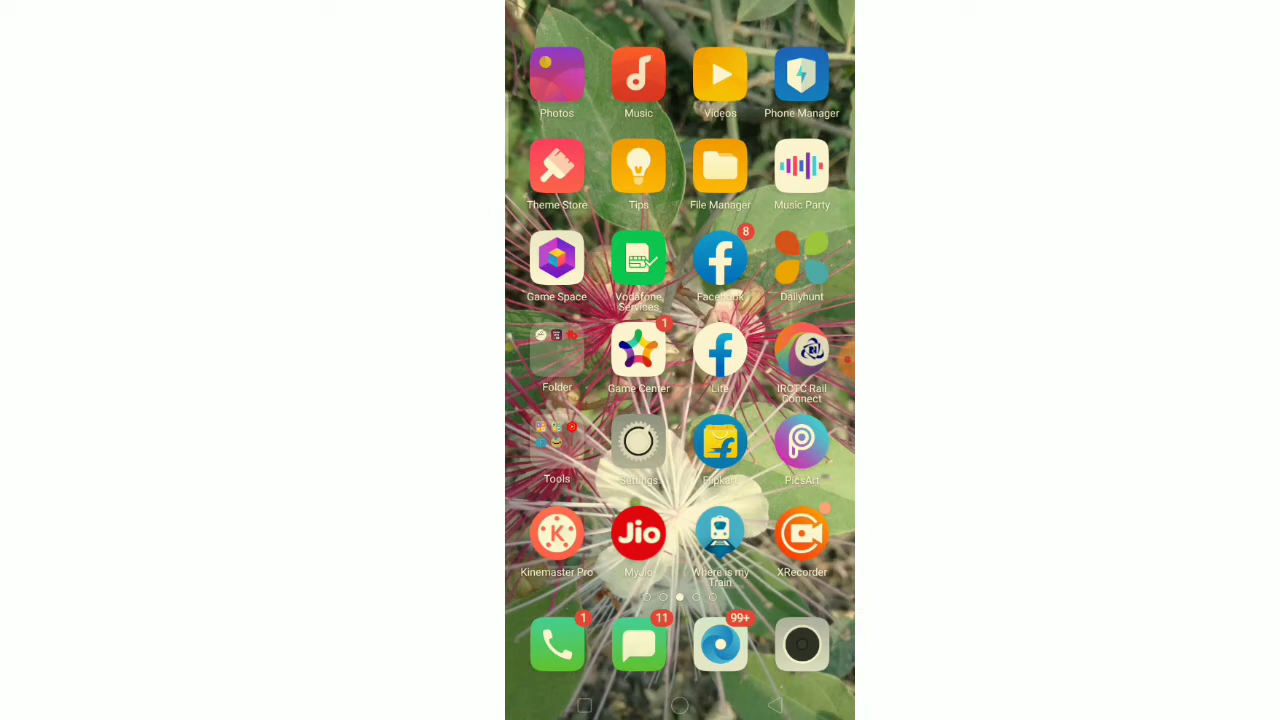 Photos
Music
Videos
Phone Manager
Theme Store
Tips
File Manager
Music Party
8
Game Space
Vodafone
Services
Facebook
Dailyhunt
1
Folder
Game Center
Lite
IRCTC Rail
Connect
Tools
Settings
Flipkart
PicsArt
K
Jio
Kinemaster Pro
MyJio
Where is my
Train
XRecorder
1
11
99+